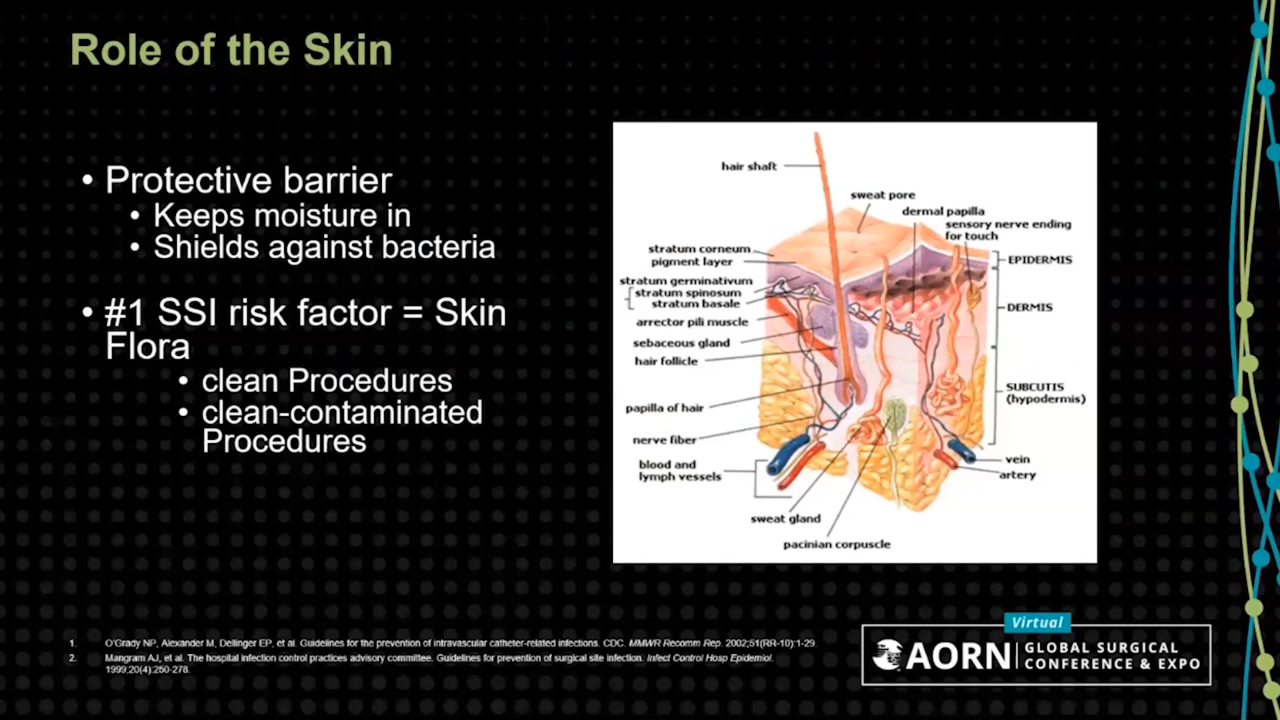 Role of the Skin
• Protective barrier
• Keeps moisture in
• Shields against bacteria
• #1 SSI risk factor = Skin
Flora
• clean Procedures
• clean-contaminated
Procedures
hair shaft
sweat pore
dermal papilla
sensory nerve ending
for touch
stratum corneum
pigment layer
stratum germinativum
stratum spinosum
stratum basale
arrector pili muscle
sebaceous gland
hair follicle
papilla of hair
nerve fiber
blood and
lymph vessels
sweat gland
pacinian corpuscle
EPIDERMIS
DERMIS
SUBCUTIS
(hypodermis)
vein
artery
1. O'Grady NP, Alexander M, Dellinger EP, et al. Guidelines for the prevention of intravascular catheter-related infections. CDC. MMWR Recomm Rep. 2002;51(RR-10):1-29.
2. Mangram AJ, et al. The hospital infection control practices advisory committee. Guidelines for prevention of surgical site infection. Infect Control Hosp Epidemiol.
1999;20(4):250-278.
Virtual
AORN
GLOBAL SURGICAL
CONFERENCE & EXPO